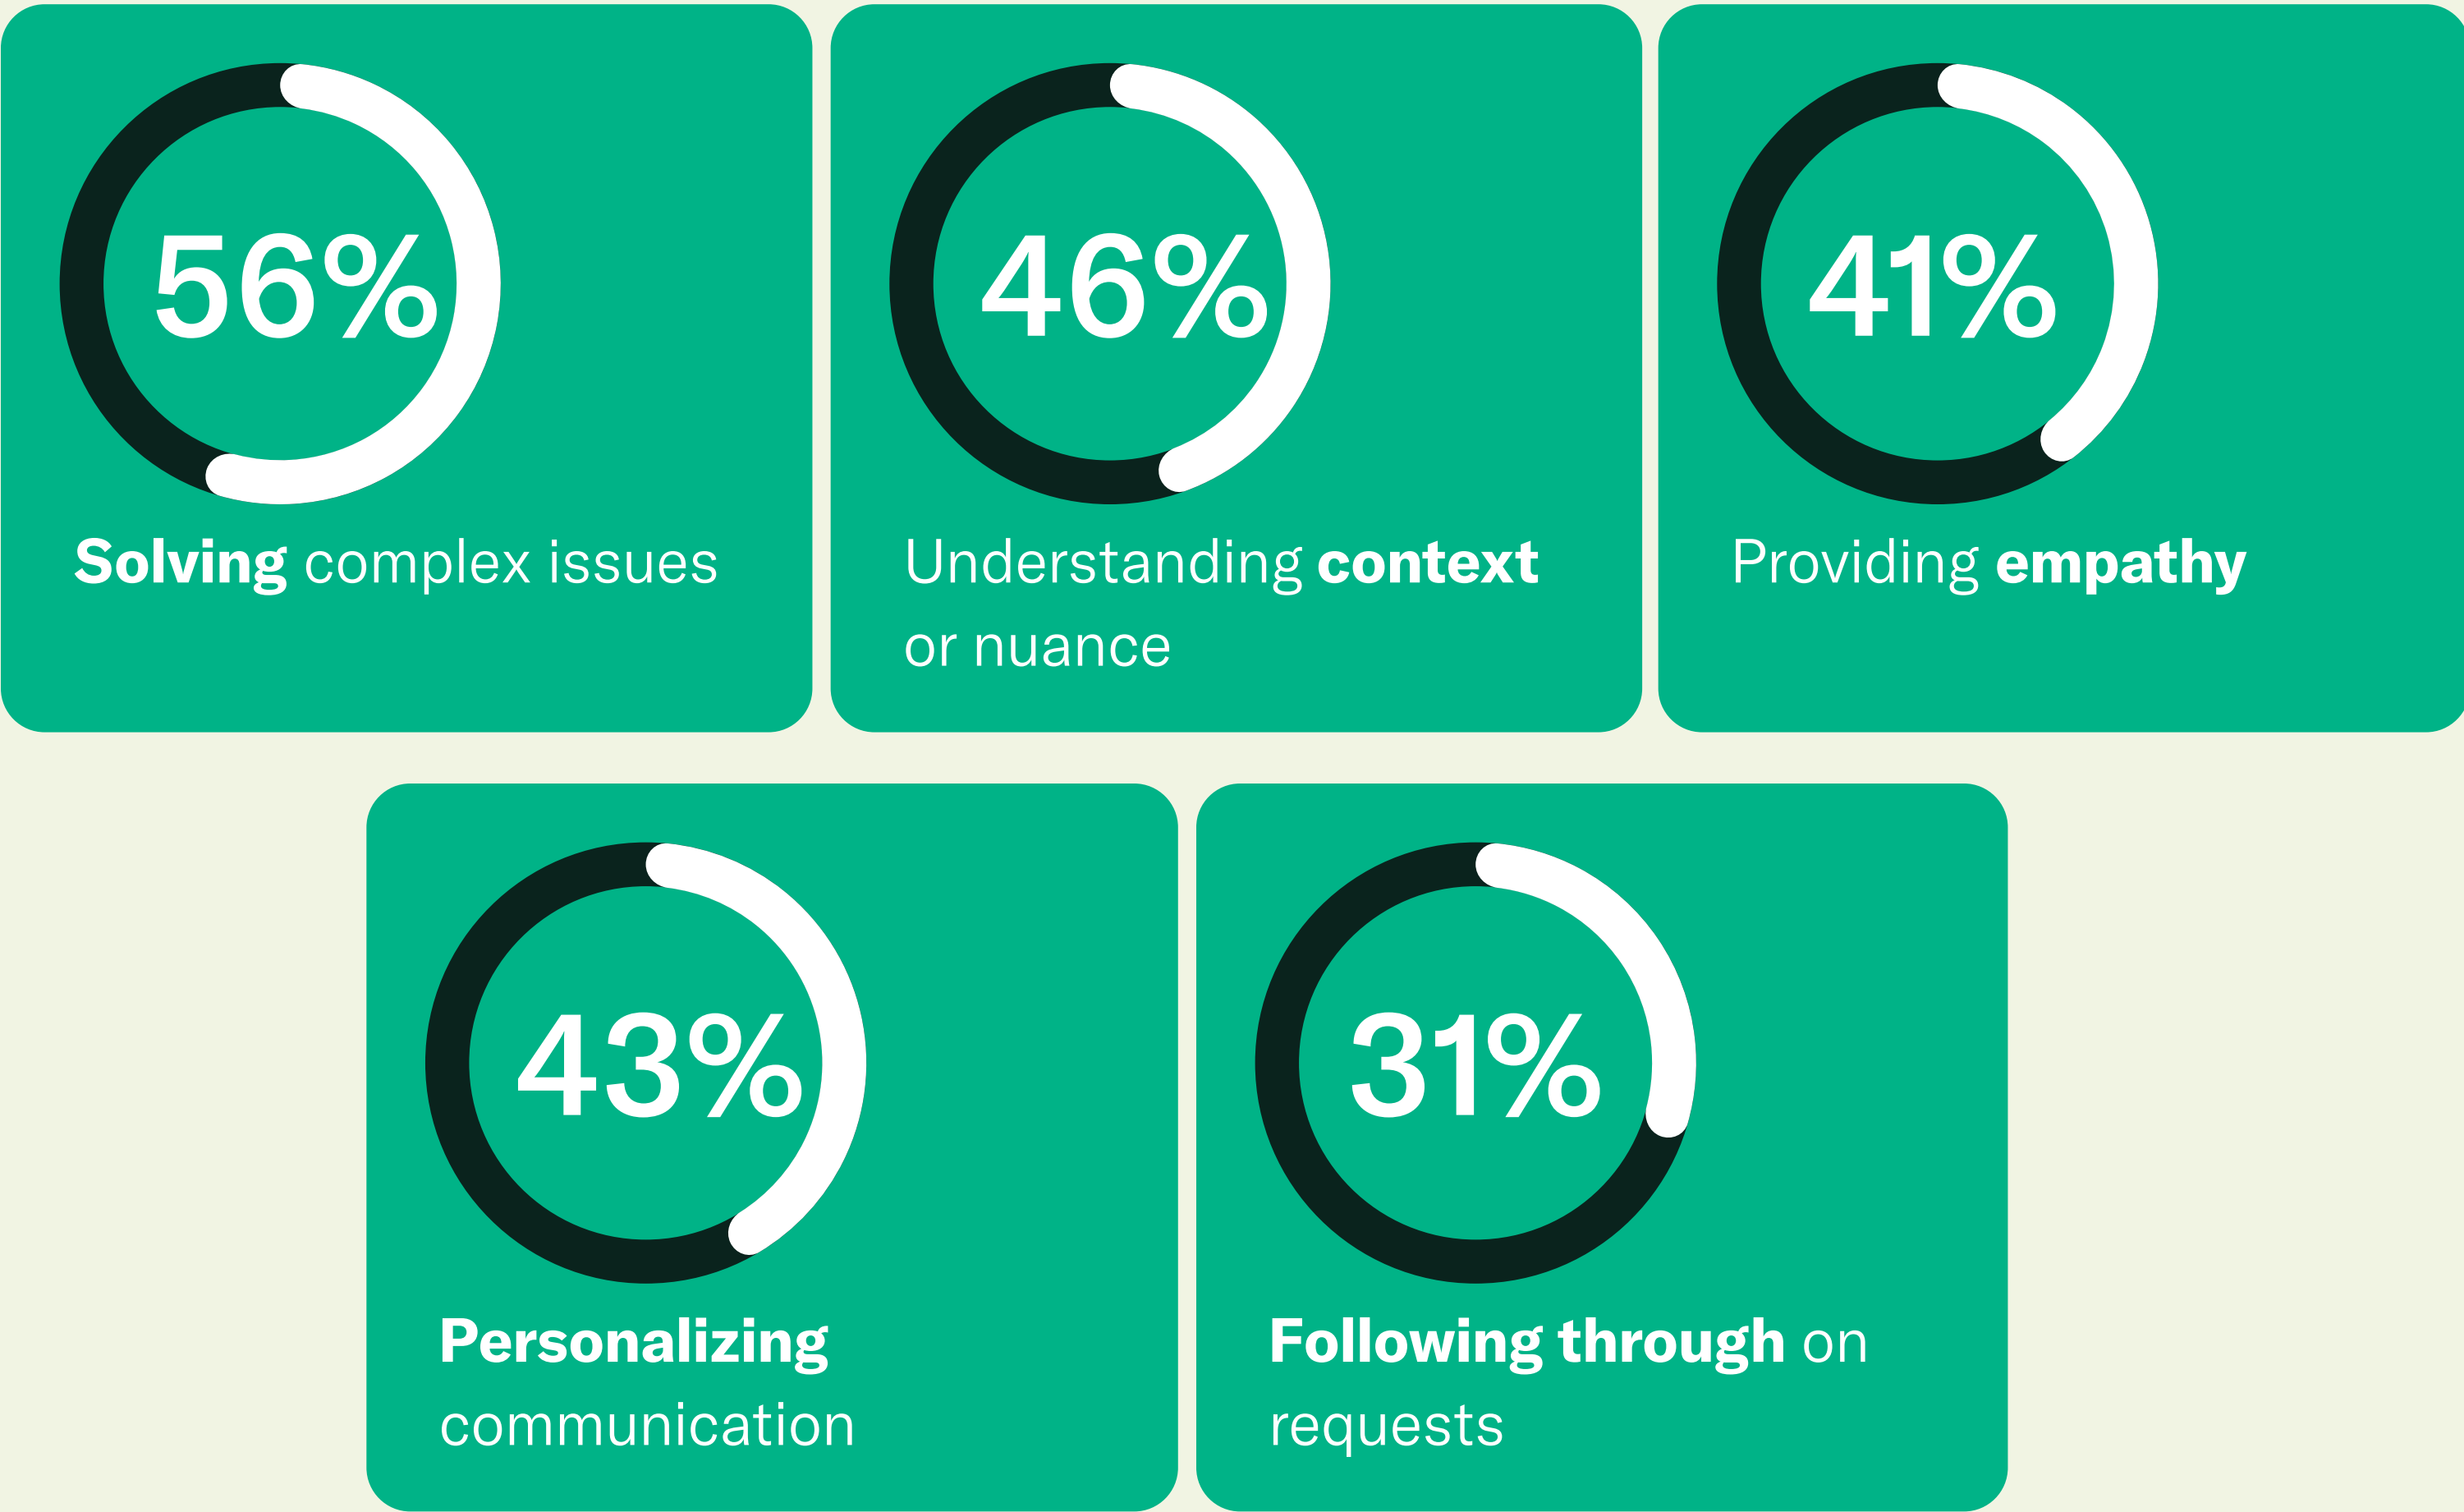 56%
Solving complex issues
46%
Understanding context
or nuance
41%
Providing empathy
43%
Personalizing
communication
31%
Following through on
requests